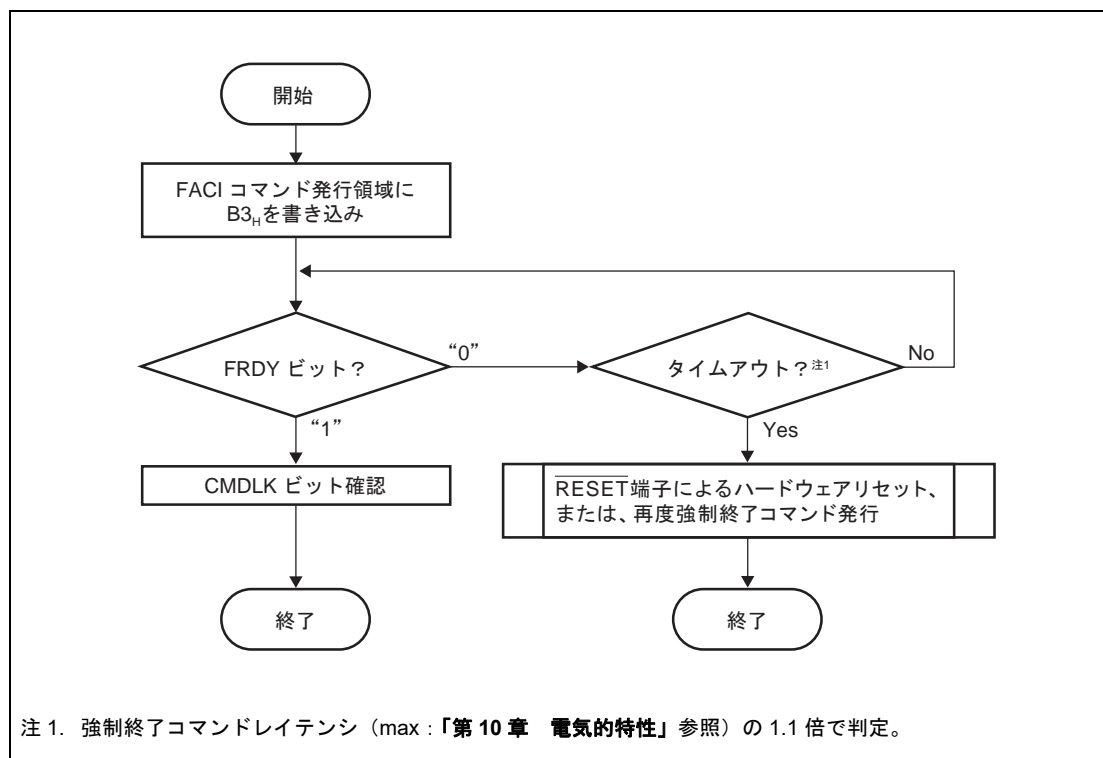 開始
FACI コマンド発行領域に
B3Hを書き込み
FRDY ビット？
“0”
タイムアウト？注1
No
“1”
Yes
CMDLK ビット確認
RESET端子によるハードウェアリセット、
または、再度強制終了コマンド発行
終了
終了
注 1. 強制終了コマンドレイテンシ（max：「第 10 章　電気的特性」参照）の 1.1 倍で判定。